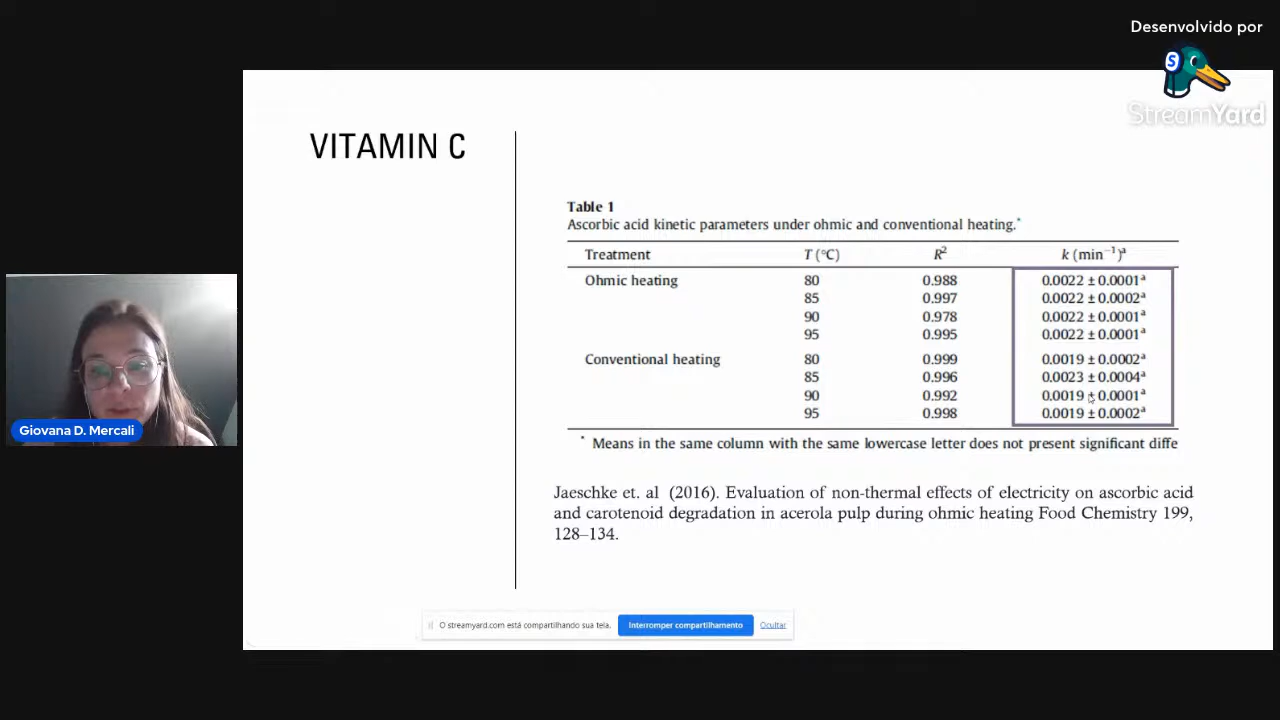 Desenvolvido por
S
StreamYard
VITAMIN C
Table 1
Ascorbic acid kinetic parameters under ohmic and conventional heating.*
Treatment T (°C) R² k (min⁻¹)ᵃ
Ohmic heating 80 0.988 0.0022 ± 0.0001ᵃ
85 0.997 0.0022 ± 0.0002ᵃ
90 0.978 0.0022 ± 0.0001ᵃ
95 0.995 0.0022 ± 0.0001ᵃ
Conventional heating 80 0.999 0.0019 ± 0.0002ᵃ
85 0.996 0.0023 ± 0.0004ᵃ
90 0.992 0.0019 ± 0.0001ᵃ
95 0.998 0.0019 ± 0.0002ᵃ
* Means in the same column with the same lowercase letter does not present significant diffe
Jaeschke et. al (2016). Evaluation of non-thermal effects of electricity on ascorbic acid
and carotenoid degradation in acerola pulp during ohmic heating Food Chemistry 199,
128–134.
Giovana D. Mercali
O streamyard.com está compartilhando sua tela. Interromper compartilhamento Ocultar